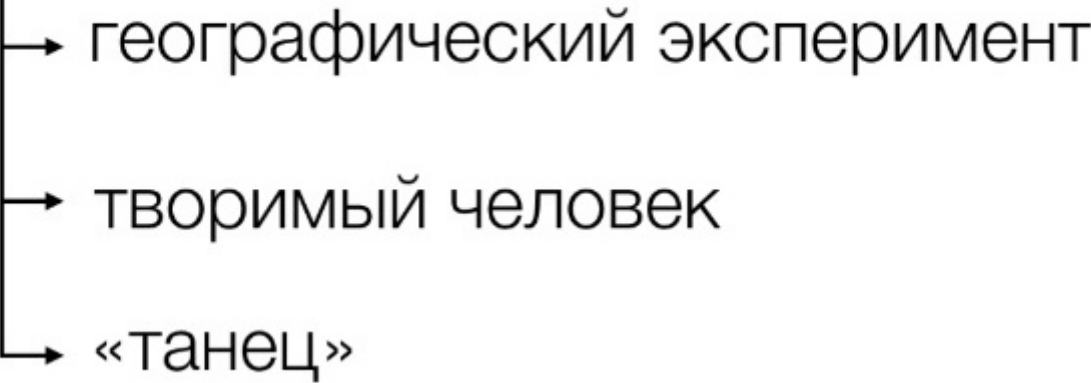 географический эксперимент
творимый человек
«танец»